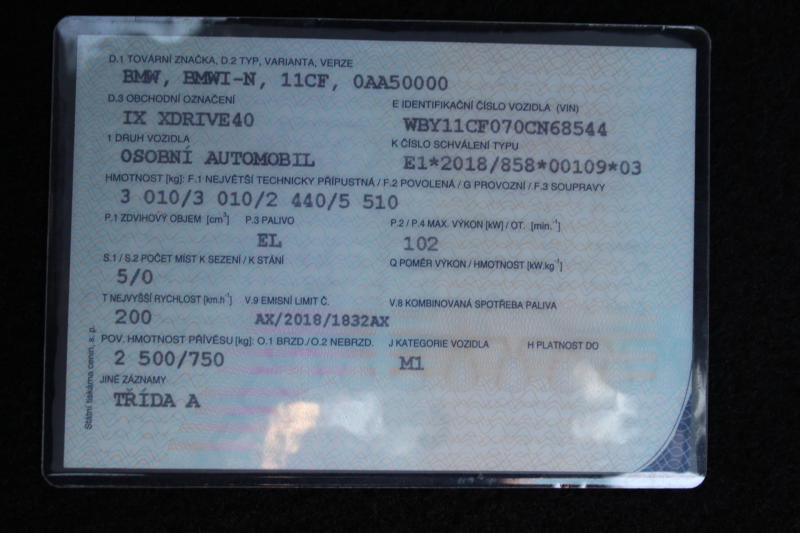 D.1 TOVÁRNÍ ZNAČKA, D.2 TYP, VARIANTA, VERZE
BMW, BMWI-N, 11CF, 0AA50000
D.3 OBCHODNÍ OZNAČENÍ E IDENTIFIKAČNÍ ČÍSLO VOZIDLA (VIN)
IX XDRIVE40 WBY11CF070CN68544
1 DRUH VOZIDLA K ČÍSLO SCHVÁLENÍ TYPU
OSOBNÍ AUTOMOBIL E1*2018/858*00109*03
HMOTNOST [kg]: F.1 NEJVĚTŠÍ TECHNICKY PŘÍPUSTNÁ / F.2 POVOLENÁ / G PROVOZNÍ / F.3 SOUPRAVY
3 010/3 010/2 440/5 510
P.1 ZDVIHOVÝ OBJEM [cm³] P.3 PALIVO P.2 / P.4 MAX. VÝKON [kW] / OT. [min.⁻¹]
EL 102
S.1 / S.2 POČET MÍST K SEZENÍ / K STÁNÍ Q POMĚR VÝKON / HMOTNOST [kW.kg⁻¹]
5/0
T NEJVYŠŠÍ RYCHLOST [km.h⁻¹] V.9 EMISNÍ LIMIT Č. V.8 KOMBINOVANÁ SPOTŘEBA PALIVA
200 AX/2018/1832AX
POV. HMOTNOST PŘÍVĚSU [kg]: O.1 BRZD./O.2 NEBRZD. J KATEGORIE VOZIDLA H PLATNOST DO
2 500/750 M1
JINÉ ZÁZNAMY
TŘÍDA A
Státní tiskárna cenin, s. p.